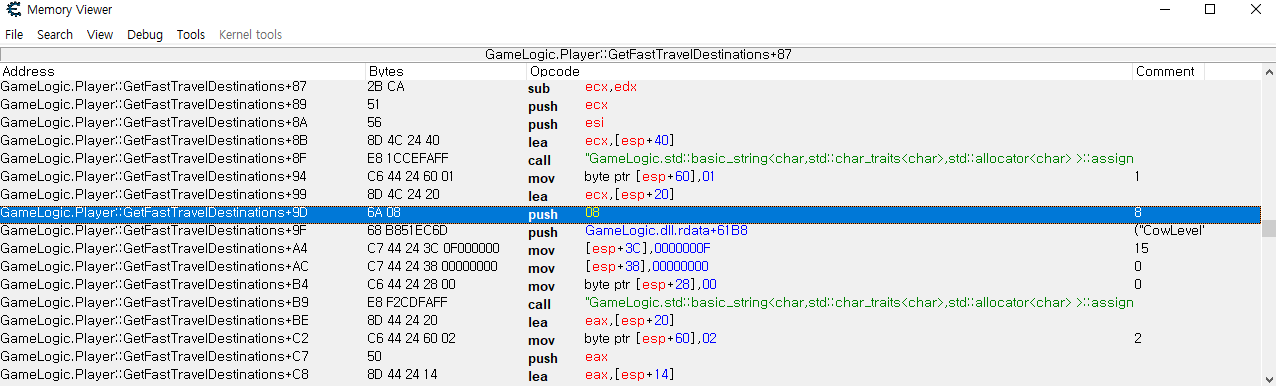 Memory Viewer
File Search View Debug Tools Kernel tools
GameLogic.Player::GetFastTravelDestinations+87
Address Bytes Opcode Comment
GameLogic.Player::GetFastTravelDestinations+87 2B CA sub ecx,edx
GameLogic.Player::GetFastTravelDestinations+89 51 push ecx
GameLogic.Player::GetFastTravelDestinations+8A 56 push esi
GameLogic.Player::GetFastTravelDestinations+8B 8D 4C 24 40 lea ecx,[esp+40]
GameLogic.Player::GetFastTravelDestinations+8F E8 1CCEFAFF call "GameLogic.std::basic_string<char,std::char_traits<char>,std::allocator<char> >::assign
GameLogic.Player::GetFastTravelDestinations+94 C6 44 24 60 01 mov byte ptr [esp+60],01 1
GameLogic.Player::GetFastTravelDestinations+99 8D 4C 24 20 lea ecx,[esp+20]
GameLogic.Player::GetFastTravelDestinations+9D 6A 08 push 08 8
GameLogic.Player::GetFastTravelDestinations+9F 68 B851EC6D push GameLogic.dll.rdata+61B8 ("CowLevel"
GameLogic.Player::GetFastTravelDestinations+A4 C7 44 24 3C 0F000000 mov [esp+3C],0000000F 15
GameLogic.Player::GetFastTravelDestinations+AC C7 44 24 38 00000000 mov [esp+38],00000000 0
GameLogic.Player::GetFastTravelDestinations+B4 C6 44 24 28 00 mov byte ptr [esp+28],00 0
GameLogic.Player::GetFastTravelDestinations+B9 E8 F2CDFAFF call "GameLogic.std::basic_string<char,std::char_traits<char>,std::allocator<char> >::assign
GameLogic.Player::GetFastTravelDestinations+BE 8D 44 24 20 lea eax,[esp+20]
GameLogic.Player::GetFastTravelDestinations+C2 C6 44 24 60 02 mov byte ptr [esp+60],02 2
GameLogic.Player::GetFastTravelDestinations+C7 50 push eax
GameLogic.Player::GetFastTravelDestinations+C8 8D 44 24 14 lea eax,[esp+14]